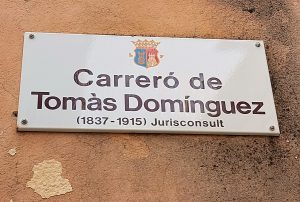 Carreró de
Tomàs Domínguez
(1837-1915) Jurisconsult